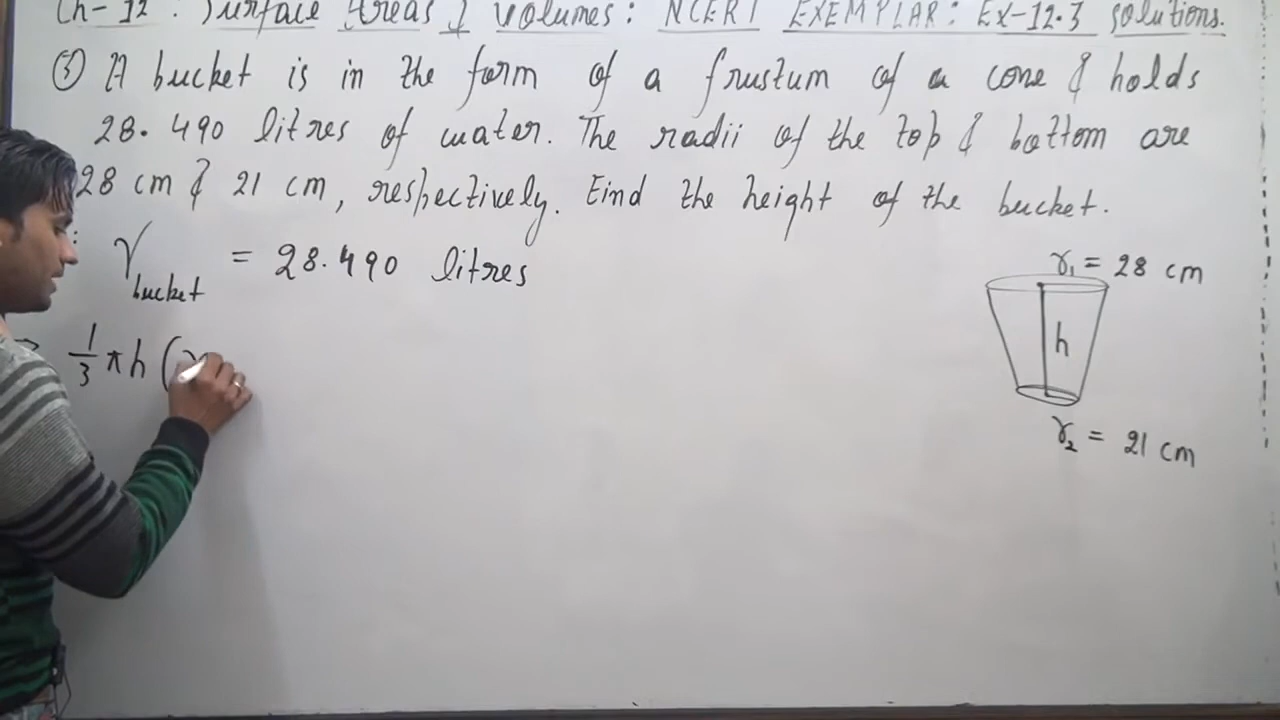 Ch-12: Surface Areas & Volumes: NCERT EXEMPLAR: Ex-12.3 solutions.
③ A bucket is in the form of a frustum of a cone & holds
28.490 litres of water. The radii of the top & bottom are
28 cm & 21 cm, respectively. Find the height of the bucket.
V bucket = 28.490 litres
r₁ = 28 cm
h
r₂ = 21 cm
⇒ 1/3 πh (